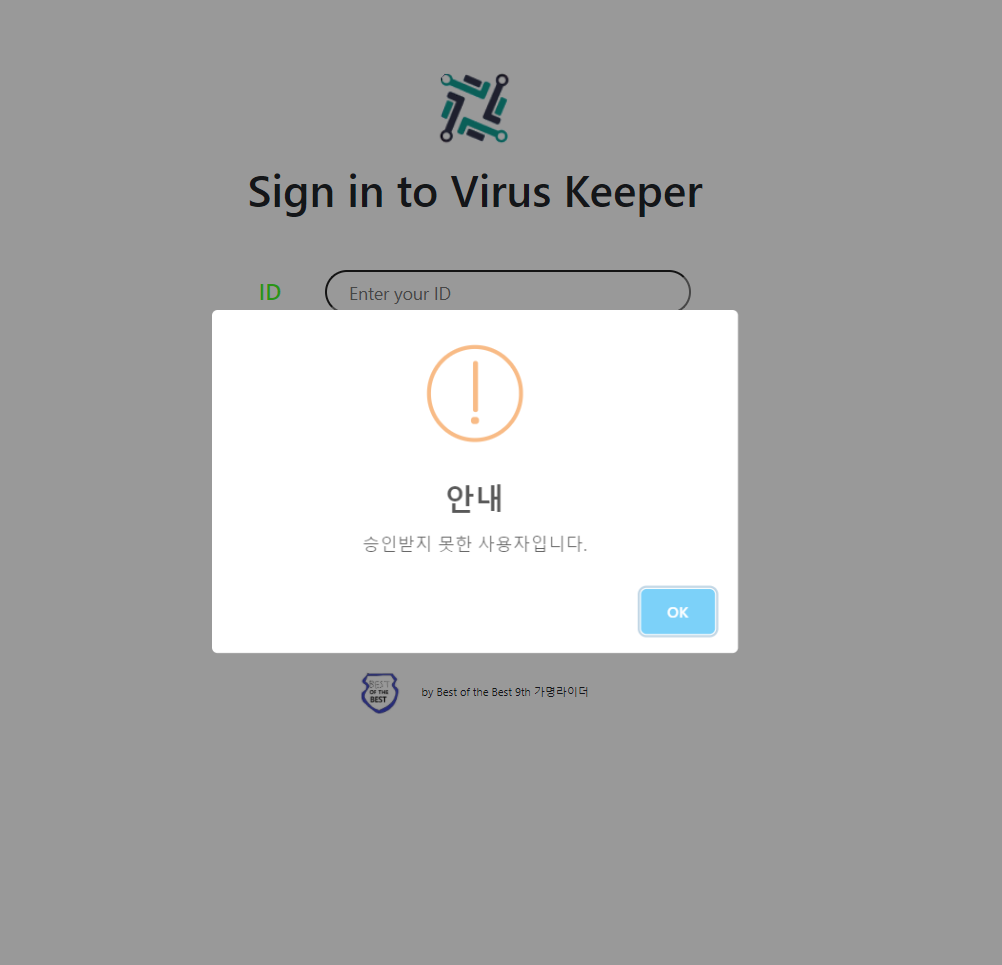 Sign in to Virus Keeper
ID
Enter your ID
안내
승인받지 못한 사용자입니다.
OK
BEST
OF THE
BEST
by Best of the Best 9th 가명라이더